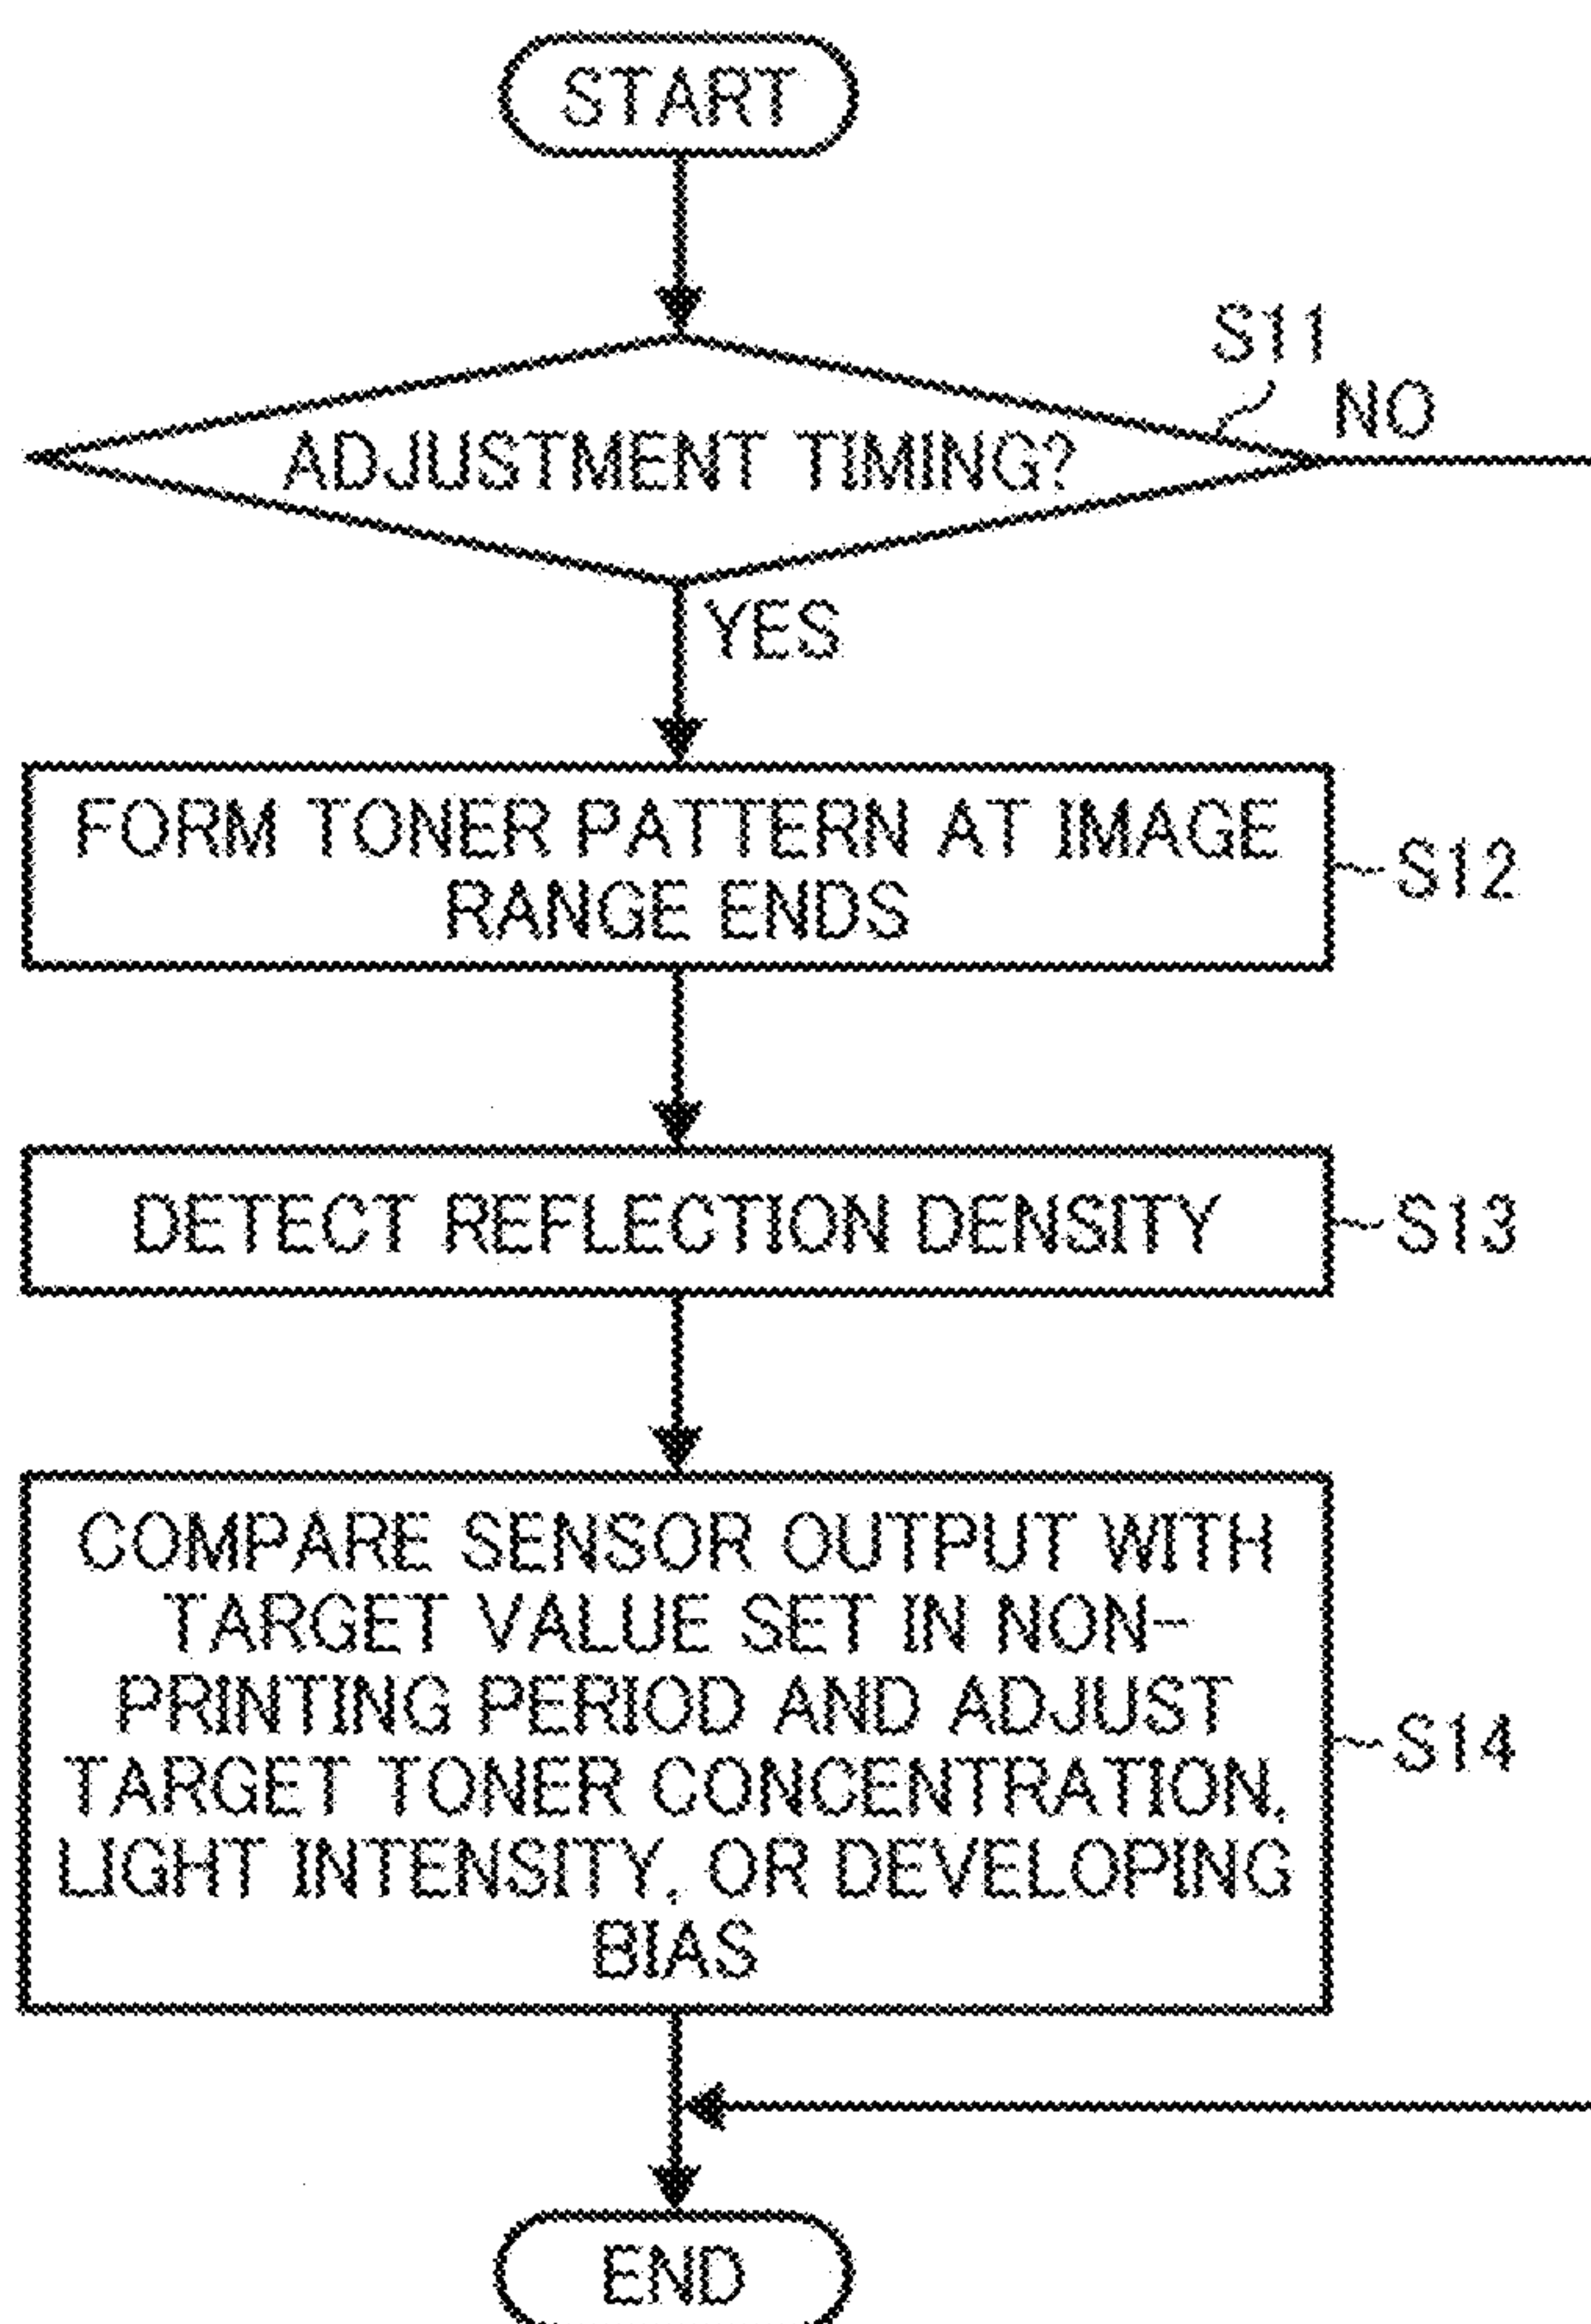 START
S11
NO
ADJUSTMENT TIMING?
YES
FORM TONER PATTERN AT IMAGE
RANGE ENDS
S12
DETECT REFLECTION DENSITY
S13
COMPARE SENSOR OUTPUT WITH
TARGET VALUE SET IN NON-
PRINTING PERIOD AND ADJUST
TARGET TONER CONCENTRATION,
LIGHT INTENSITY, OR DEVELOPING
BIAS
S14
END